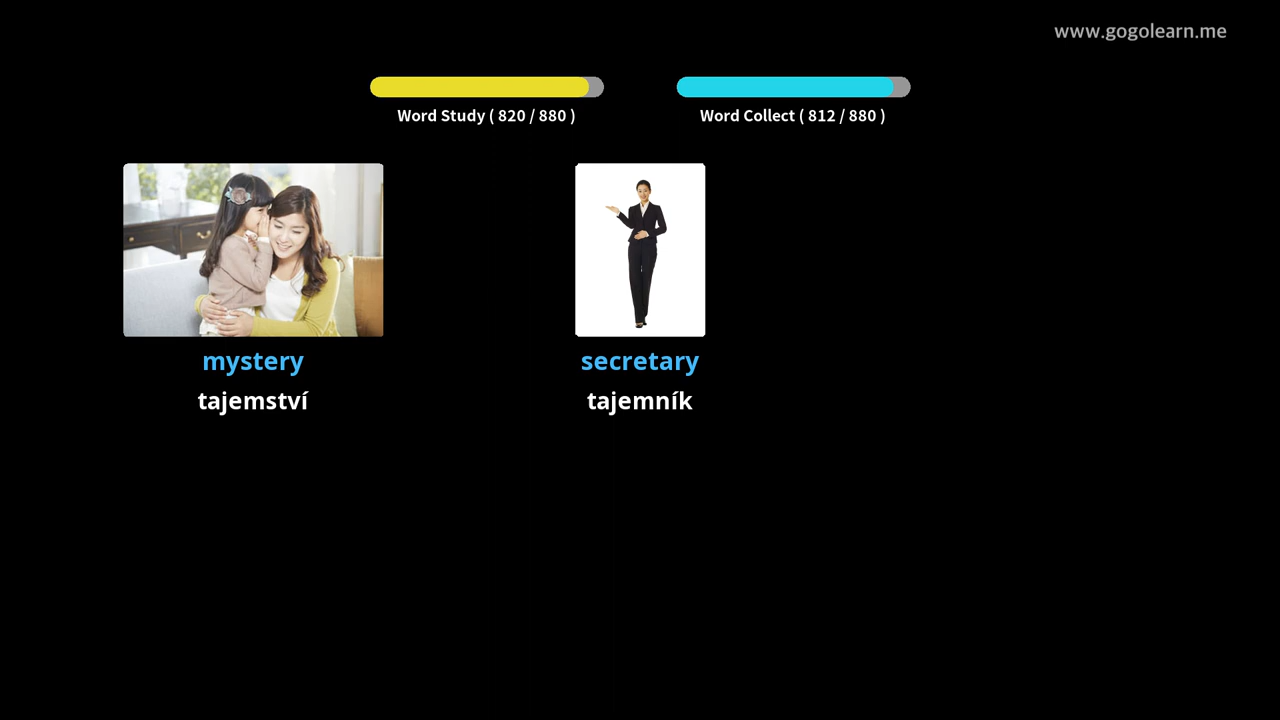 www.gogolearn.me
Word Study ( 820 / 880 )
Word Collect ( 812 / 880 )
mystery
tajemství
secretary
tajemník